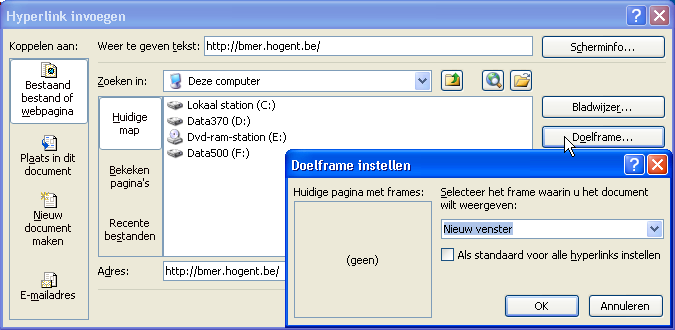 Hyperlink invoegen
Koppelen aan:
Weer te geven tekst:
http://bmer.hogent.be/
Scherminfo...
Bestaand
bestand of
webpagina
Plaats in dit
document
Nieuw
document
maken
E-mailadres
Zoeken in:
Deze computer
Huidige
map
Bekeken
pagina's
Recente
bestanden
Lokaal station (C:)
Data370 (D:)
Dvd-ram-station (E:)
Data500 (F:)
Bladwijzer...
Doelframe...
Adres:
http://bmer.hogent.be/
Doelframe instellen
Huidige pagina met frames:
(geen)
Selecteer het frame waarin u het document
wilt weergeven:
Nieuw venster
Als standaard voor alle hyperlinks instellen
OK
Annuleren